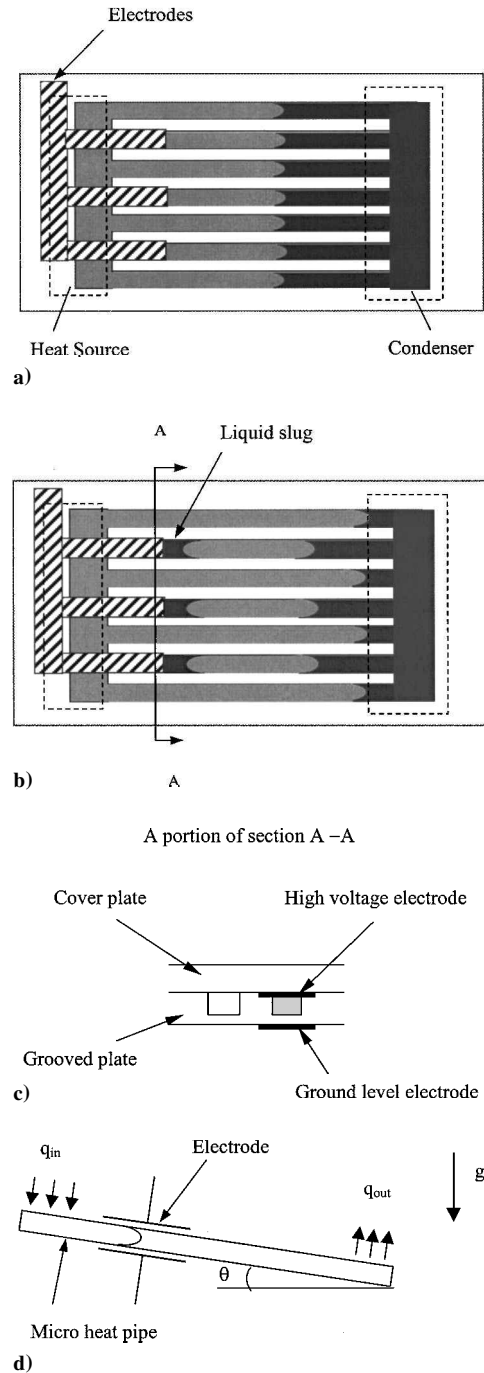 Electrodes
Heat Source
Condenser
a)
A
Liquid slug
A
b)
A portion of section A –A
Cover plate
High voltage electrode
Grooved plate
Ground level electrode
c)
qin
Electrode
qout
g
θ
Micro heat pipe
d)